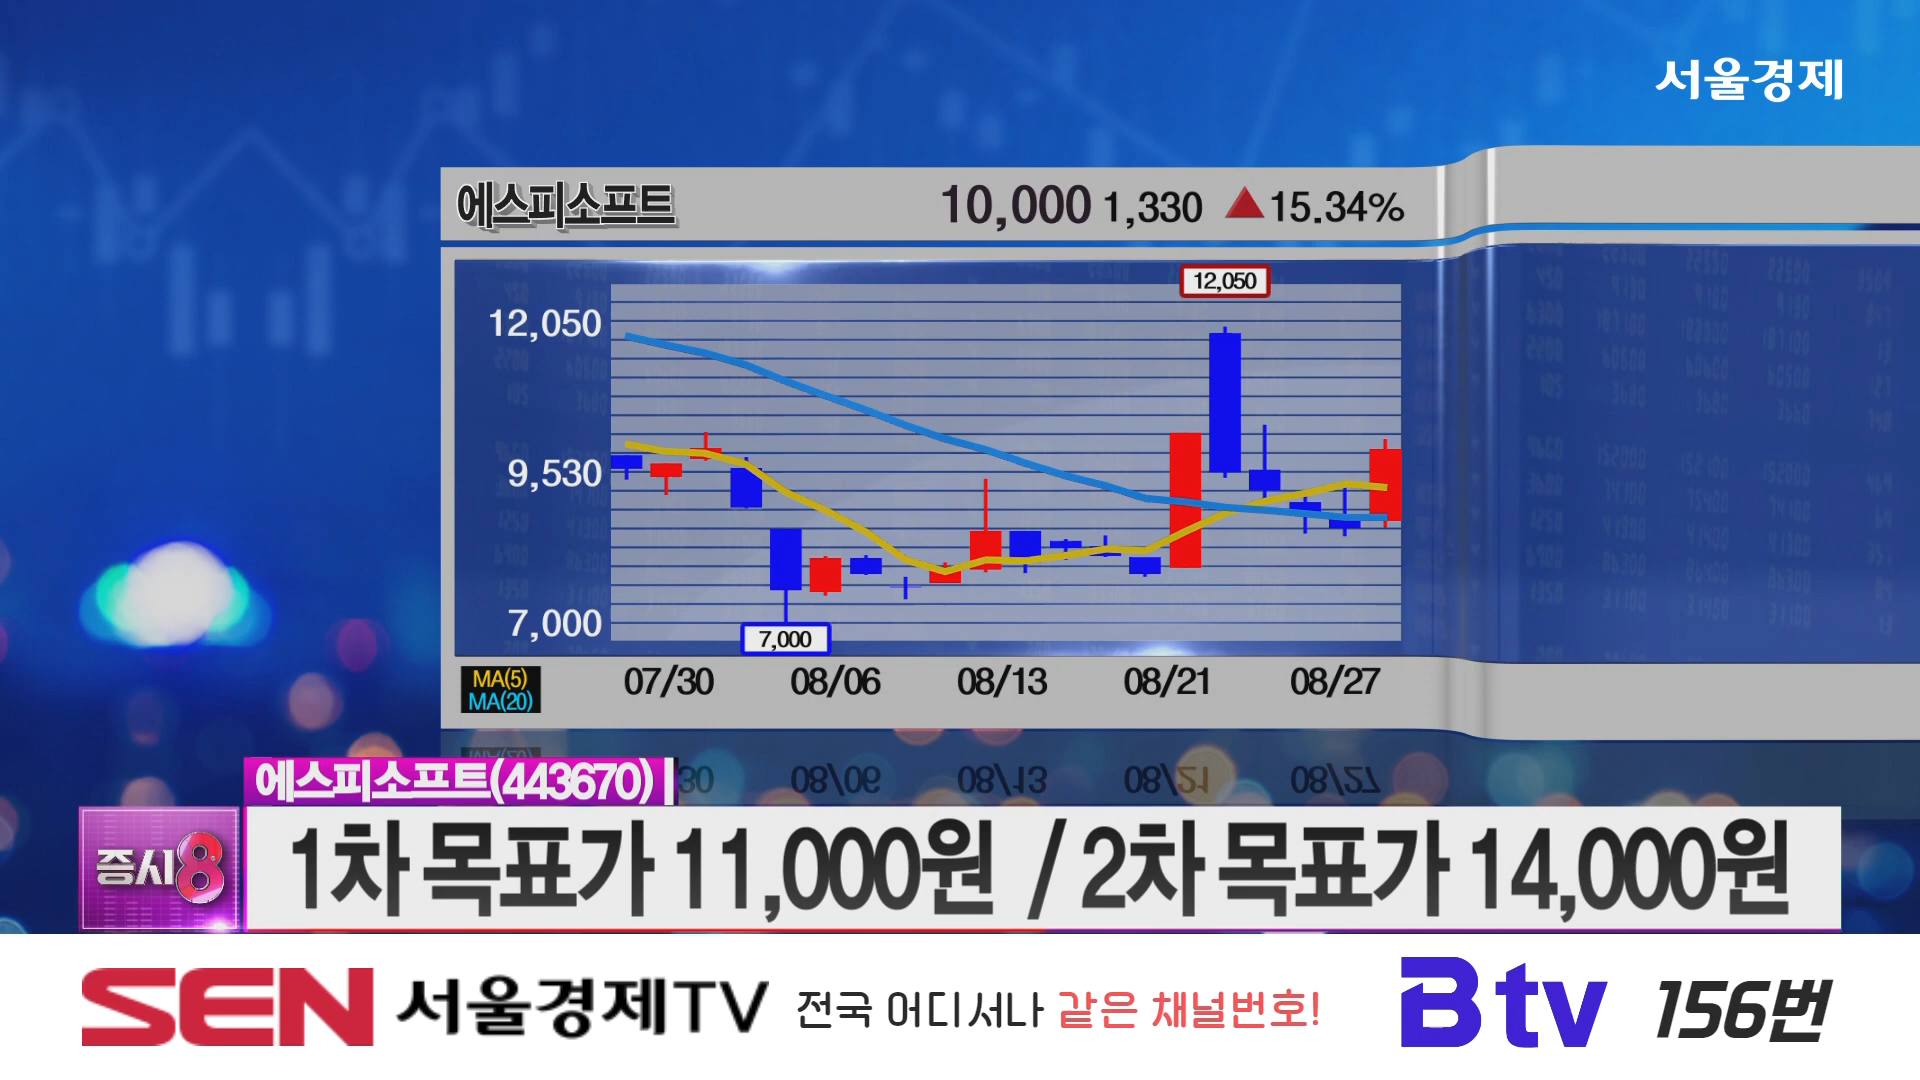 서울경제
에스피소프트 10,000 1,330 ▲ 15.34%
12,050
12,050
9,530
7,000
7,000
MA(5)
MA(20)
07/30 08/06 08/13 08/21 08/27
에스피소프트(443670)
증시8
1차 목표가 11,000원 / 2차 목표가 14,000원
SEN 서울경제TV 전국 어디서나 같은 채널번호! B tv 156번